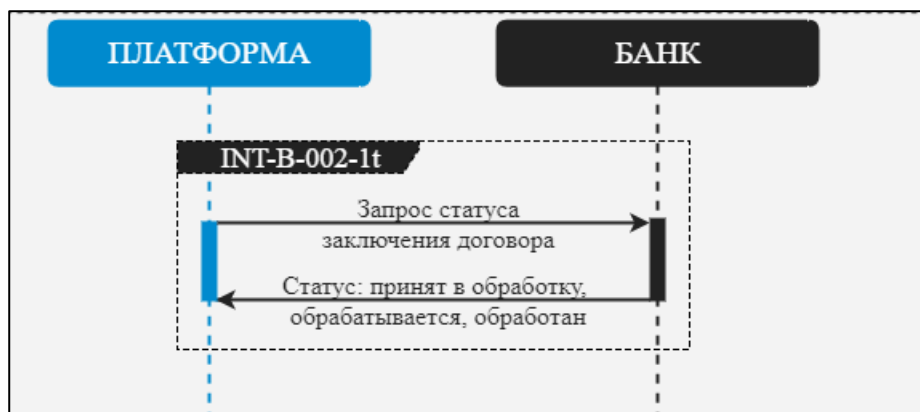 ПЛАТФОРМА
БАНК
INT-B-002-1t
Запрос статуса
заключения договора
Статус: принят в обработку,
обрабатывается, обработан